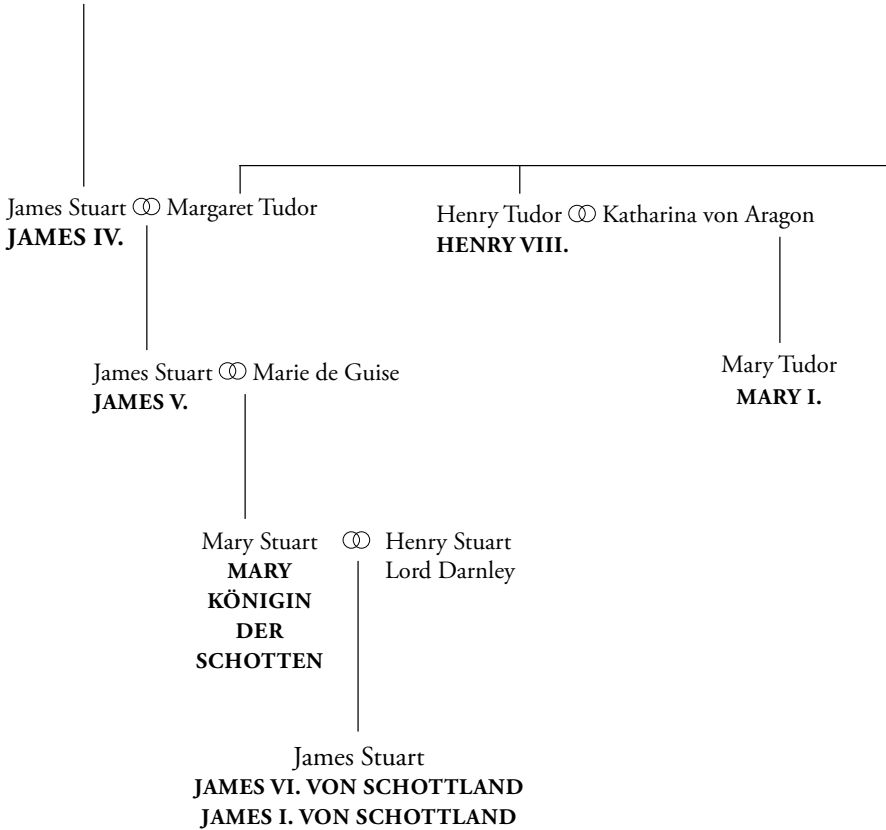 James Stuart ⚭ Margaret Tudor
JAMES IV.
Henry Tudor ⚭ Katharina von Aragon
HENRY VIII.
James Stuart ⚭ Marie de Guise
JAMES V.
Mary Tudor
MARY I.
Mary Stuart ⚭ Henry Stuart
Lord Darnley
MARY
KÖNIGIN
DER
SCHOTTEN
James Stuart
JAMES VI. VON SCHOTTLAND
JAMES I. VON SCHOTTLAND